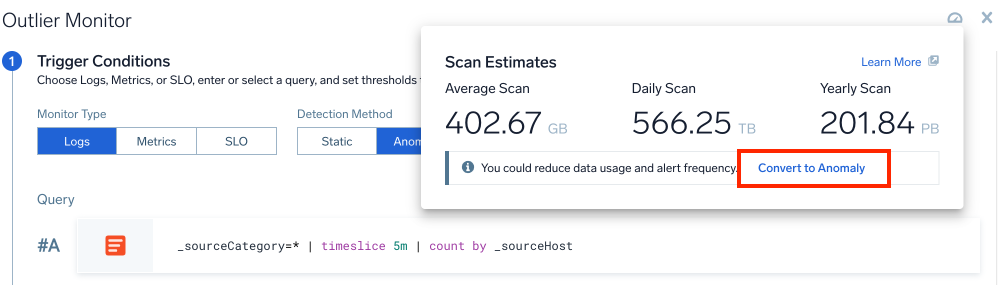 Outlier Monitor
1
Trigger Conditions
Choose Logs, Metrics, or SLO, enter or select a query, and set thresholds
Monitor Type
Detection Method
Logs
Metrics
SLO
Static
Anom
Scan Estimates
Learn More
Average Scan
Daily Scan
Yearly Scan
402.67 GB
566.25 TB
201.84 PB
You could reduce data usage and alert frequency.
Convert to Anomaly
Query
#A
_sourceCategory=* | timeslice 5m | count by _sourceHost